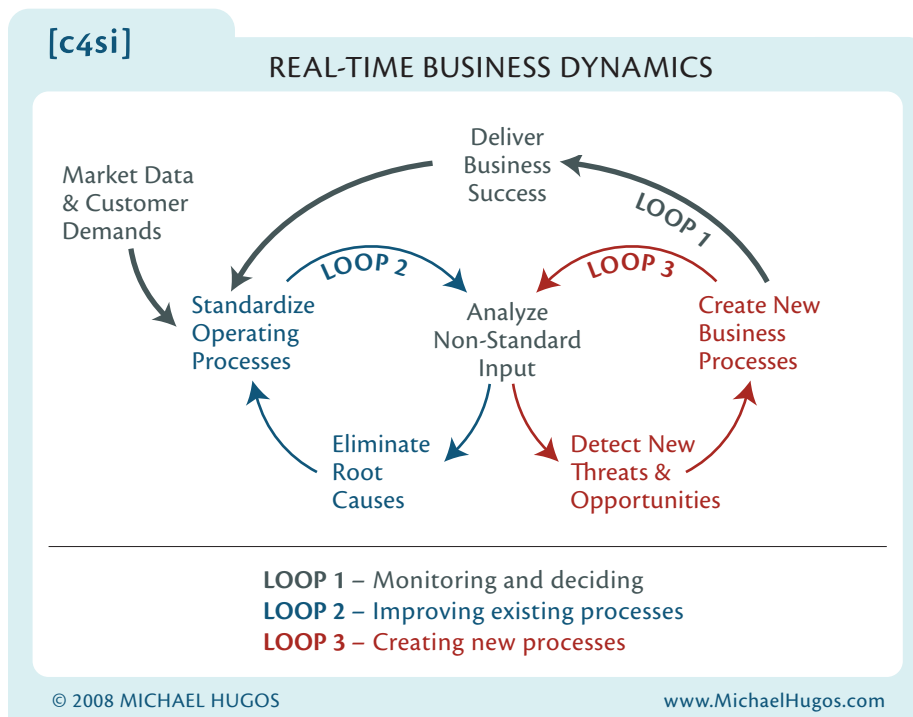 [c4si]
REAL-TIME BUSINESS DYNAMICS
Deliver
Business
Success
Market Data
& Customer
Demands
LOOP 1
LOOP 2
LOOP 3
Standardize
Operating
Processes
Analyze
Non-Standard
Input
Create New
Business
Processes
Eliminate
Root
Causes
Detect New
Threats &
Opportunities
LOOP 1 – Monitoring and deciding
LOOP 2 – Improving existing processes
LOOP 3 – Creating new processes
© 2008 MICHAEL HUGOS
www.MichaelHugos.com